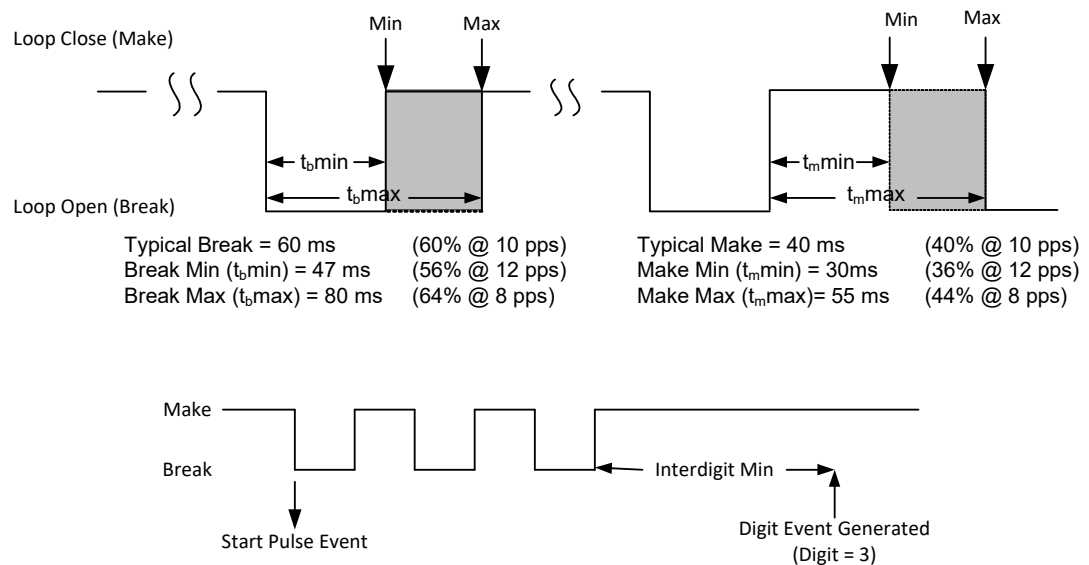 Min Max Min Max
Loop Close (Make)
tbmin tmmin
tbmax tmmax
Loop Open (Break)
Typical Break = 60 ms (60% @ 10 pps) Typical Make = 40 ms (40% @ 10 pps)
Break Min (tbmin) = 47 ms (56% @ 12 pps) Make Min (tmmin) = 30ms (36% @ 12 pps)
Break Max (tbmax) = 80 ms (64% @ 8 pps) Make Max (tmmax)= 55 ms (44% @ 8 pps)
Make
Break Interdigit Min
Start Pulse Event Digit Event Generated
(Digit = 3)